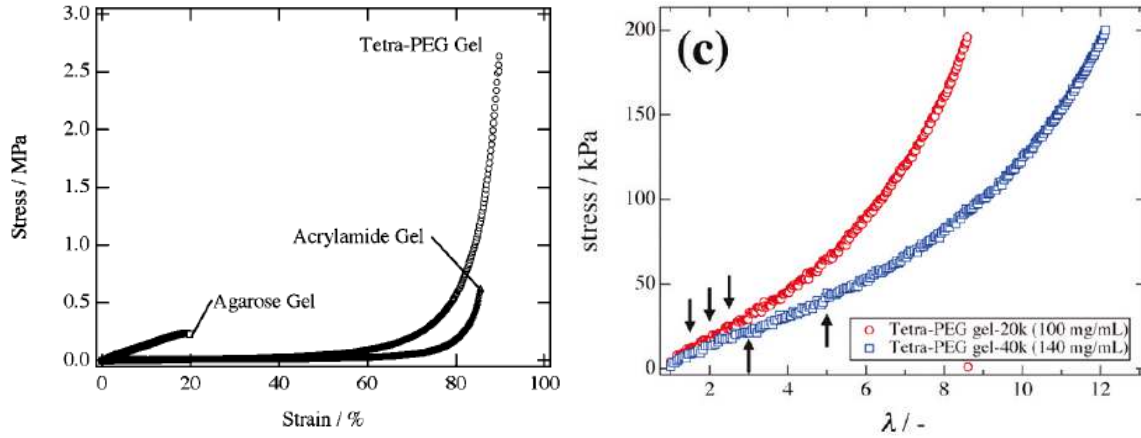 Stress / MPa
3.0
2.5
2.0
1.5
1.0
0.5
0.0
Tetra-PEG Gel
Acrylamide Gel
Agarose Gel
0
20
40
60
80
100
Strain / %
(c)
stress / kPa
200
150
100
50
0
Tetra-PEG gel-20k (100 mg/mL)
Tetra-PEG gel-40k (140 mg/mL)
2
4
6
8
10
12
λ / -